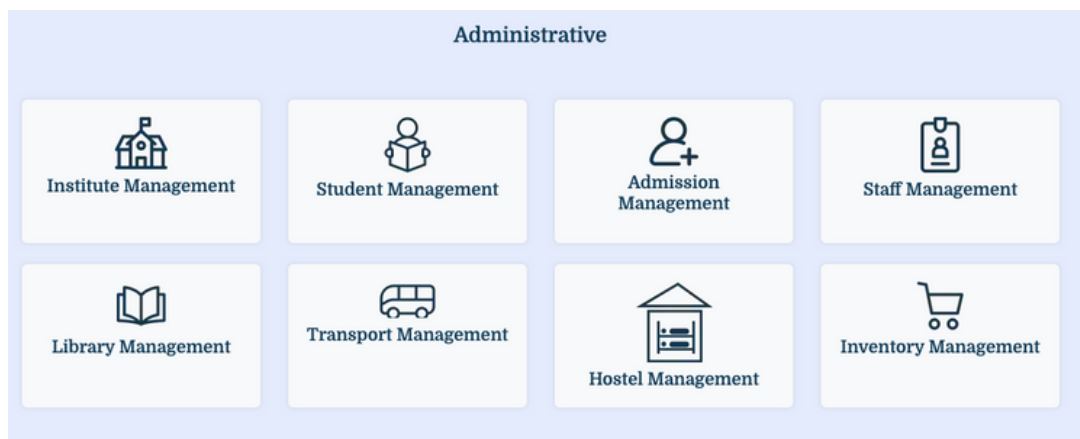 Administrative
Institute Management
Student Management
Admission
Management
Staff Management
Library Management
Transport Management
Hostel Management
Inventory Management